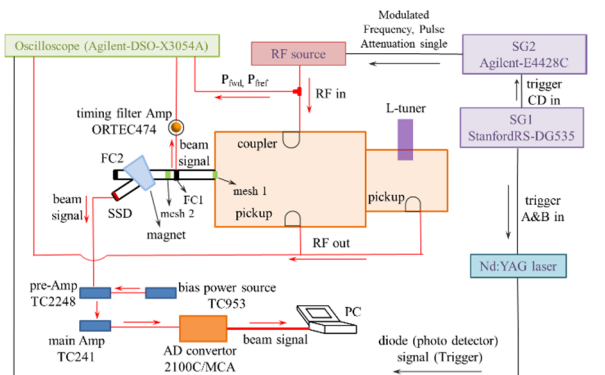 Oscilloscope (Agilent-DSO-X3054A)
RF source
Modulated
Frequency, Pulse
Attenuation single
SG2
Agilent-E4428C
Pfwd, Pfref
RF in
trigger
CD in
timing filter Amp
ORTEC474
L-tuner
SG1
StanfordRS-DG535
FC2
beam
signal
coupler
beam
signal
SSD
mesh 2
FC1
mesh 1
magnet
pickup
pickup
trigger
A&B in
RF out
Nd:YAG laser
pre-Amp
TC2248
bias power source
TC953
main Amp
TC241
AD convertor
2100C/MCA
beam signal
PC
diode (photo detector)
signal (Trigger)